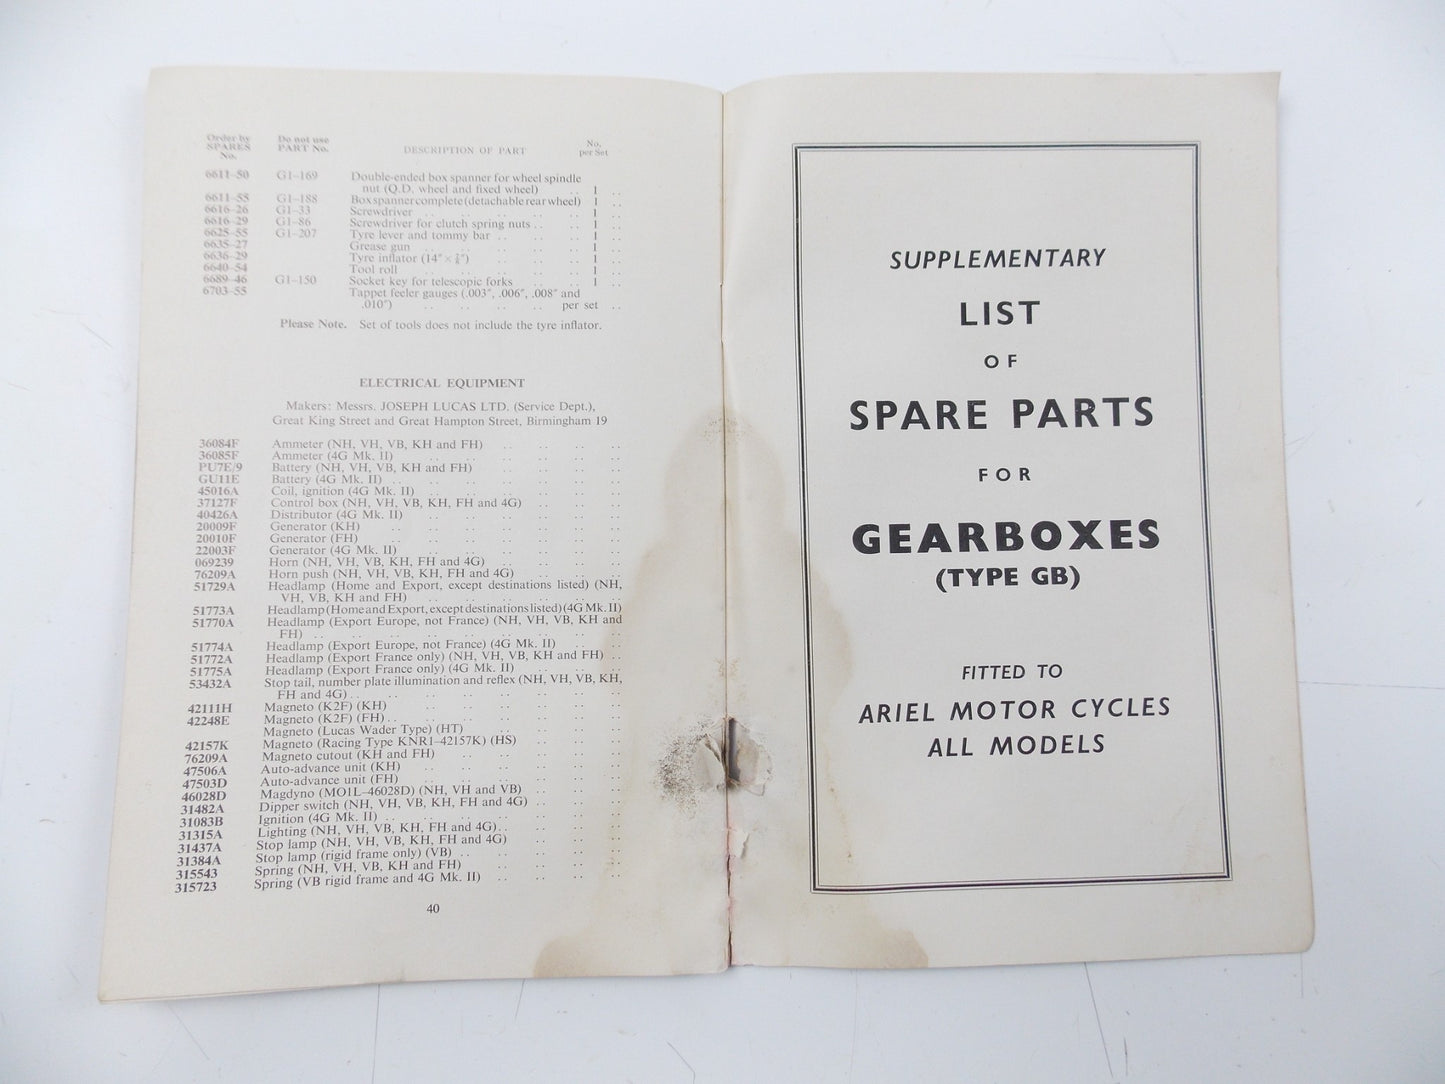 Order by SPARES No.   Do not use PART No.   DESCRIPTION OF PART   No. per Set
6611–50   G1–169   Double-ended box spanner for wheel spindle
nut (Q.D. wheel and fixed wheel) .. 1 ..
6611–55   G1–188   Box spanner complete (detachable rear wheel) 1 ..
6616–26   G1–33   Screwdriver .. .. .. .. .. 1 ..
6616–29   G1–86   Screwdriver for clutch spring nuts .. .. .. 1 ..
6625–55   G1–207   Tyre lever and tommy bar .. .. .. 1 ..
6635–27   Grease gun .. .. .. .. .. 1 ..
6636–29   Tyre inflator (14″ × ⅞″) .. .. .. 1 ..
6640–54   Tool roll .. .. .. .. .. 1 ..
6689–46   G1–150   Socket key for telescopic forks .. .. .. 1 ..
6703–55   Tappet feeler gauges (.003″, .006″, .008″ and
.010″) .. .. .. .. per set ..
Please Note. Set of tools does not include the tyre inflator.
ELECTRICAL EQUIPMENT
Makers: Messrs. JOSEPH LUCAS LTD. (Service Dept.),
Great King Street and Great Hampton Street, Birmingham 19
36084F   Ammeter (NH, VH, VB, KH and FH) .. .. .. ..
36085F   Ammeter (4G Mk. II) .. .. .. .. .. ..
PU7E/9   Battery (NH, VH, VB, KH and FH) .. .. .. ..
GU11E   Battery (4G Mk. II) .. .. .. .. .. ..
45016A   Coil, ignition (4G Mk. II) .. .. .. .. ..
37127F   Control box (NH, VH, VB, KH, FH and 4G) .. .. ..
40426A   Distributor (4G Mk. II) .. .. .. .. .. ..
20009F   Generator (KH) .. .. .. .. .. .. ..
20010F   Generator (FH) .. .. .. .. .. .. ..
22003F   Generator (4G Mk. II) .. .. .. .. .. ..
069239   Horn (NH, VH, VB, KH, FH and 4G) .. .. .. ..
76209A   Horn push (NH, VH, VB, KH, FH and 4G) .. .. ..
51729A   Headlamp (Home and Export, except destinations listed) (NH,
VH, VB, KH and FH) .. .. .. .. .. ..
51773A   Headlamp (Home and Export, except destinations listed) (4G Mk. II)
51770A   Headlamp (Export Europe, not France) (NH, VH, VB, KH and
FH) .. .. .. .. .. .. .. .. ..
51774A   Headlamp (Export Europe, not France) (4G Mk. II) .. ..
51772A   Headlamp (Export France only) (NH, VH, VB, KH and FH) ..
51775A   Headlamp (Export France only) (4G Mk. II) .. .. ..
53432A   Stop tail, number plate illumination and reflex (NH, VH, VB, KH,
FH and 4G) .. .. .. .. .. .. .. ..
42111H   Magneto (K2F) (KH) .. .. .. .. .. ..
42248E   Magneto (K2F) (FH) .. .. .. .. .. .. ..
Magneto (Lucas Wader Type) (HT) .. .. .. ..
42157K   Magneto (Racing Type KNR1–42157K) (HS) .. .. ..
76209A   Magneto cutout (KH and FH) .. .. .. .. ..
47506A   Auto-advance unit (KH) .. .. .. .. .. ..
47503D   Auto-advance unit (FH) .. .. .. .. .. ..
46028D   Magdyno (MO1L–46028D) (NH, VH and VB) .. .. ..
31482A   Dipper switch (NH, VH, VB, KH, FH and 4G) .. .. ..
31083B   Ignition (4G Mk. II) .. .. .. .. .. .. ..
31315A   Lighting (NH, VH, VB, KH, FH and 4G) .. .. .. ..
31437A   Stop lamp (NH, VH, VB, KH, FH and 4G) .. .. ..
31384A   Stop lamp (rigid frame only) (VB) .. .. .. .. ..
315543   Spring (NH, VH, VB, KH and FH) .. .. .. ..
315723   Spring (VB rigid frame and 4G Mk. II) .. .. .. ..
40
SUPPLEMENTARY
LIST
OF
SPARE PARTS
FOR
GEARBOXES
(TYPE GB)
FITTED TO
ARIEL MOTOR CYCLES
ALL MODELS